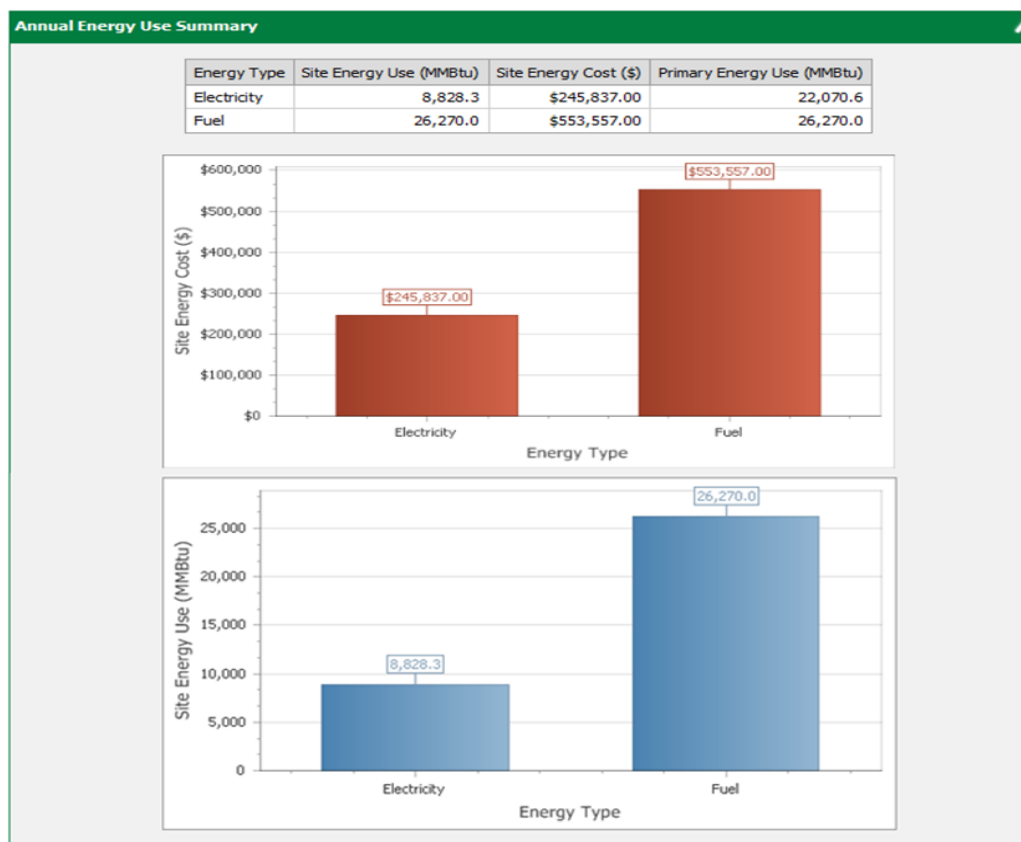 Annual Energy Use Summary
Energy Type Site Energy Use (MMBtu) Site Energy Cost ($) Primary Energy Use (MMBtu)
Electricity 8,828.3 $245,837.00 22,070.6
Fuel 26,270.0 $553,557.00 26,270.0
Site Energy Cost ($)
$600,000
$500,000
$400,000
$300,000
$200,000
$100,000
$0
$245,837.00
$553,557.00
Electricity Fuel
Energy Type
Site Energy Use (MMBtu)
25,000
20,000
15,000
10,000
5,000
0
8,828.3
26,270.0
Electricity Fuel
Energy Type